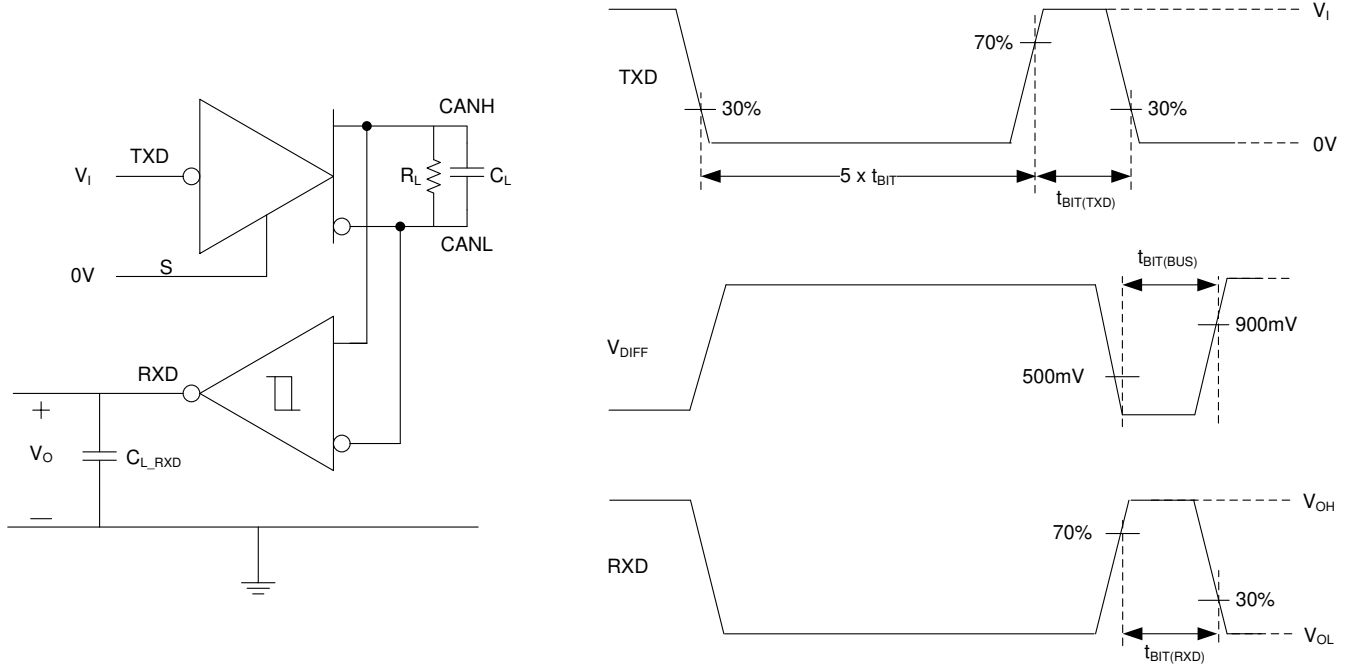 CANH
TXD
V_I
R_L
C_L
CANL
0V
S
RXD
+
V_O
C_L_RXD
—
V_I
70%
TXD
30%
30%
0V
5 x t_BIT
t_BIT(TXD)
t_BIT(BUS)
900mV
V_DIFF
500mV
V_OH
70%
RXD
30%
V_OL
t_BIT(RXD)